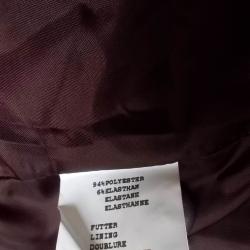 94%POLYESTER
6%ELASTHAN
ELASTANE
ELASTHANNE
FUTTER
LINING
DOUBLURE